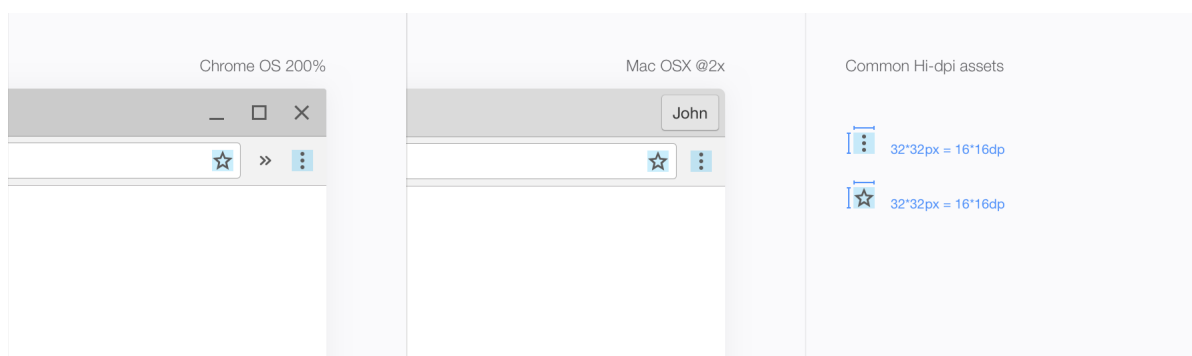 Chrome OS 200%
Mac OSX @2x
John
Common Hi-dpi assets
32*32px = 16*16dp
32*32px = 16*16dp